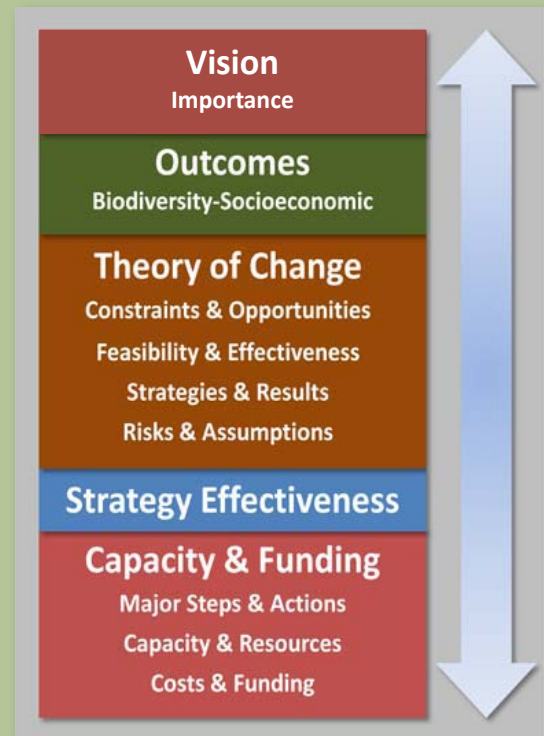 Vision
Importance
Outcomes
Biodiversity-Socioeconomic
Theory of Change
Constraints & Opportunities
Feasibility & Effectiveness
Strategies & Results
Risks & Assumptions
Strategy Effectiveness
Capacity & Funding
Major Steps & Actions
Capacity & Resources
Costs & Funding